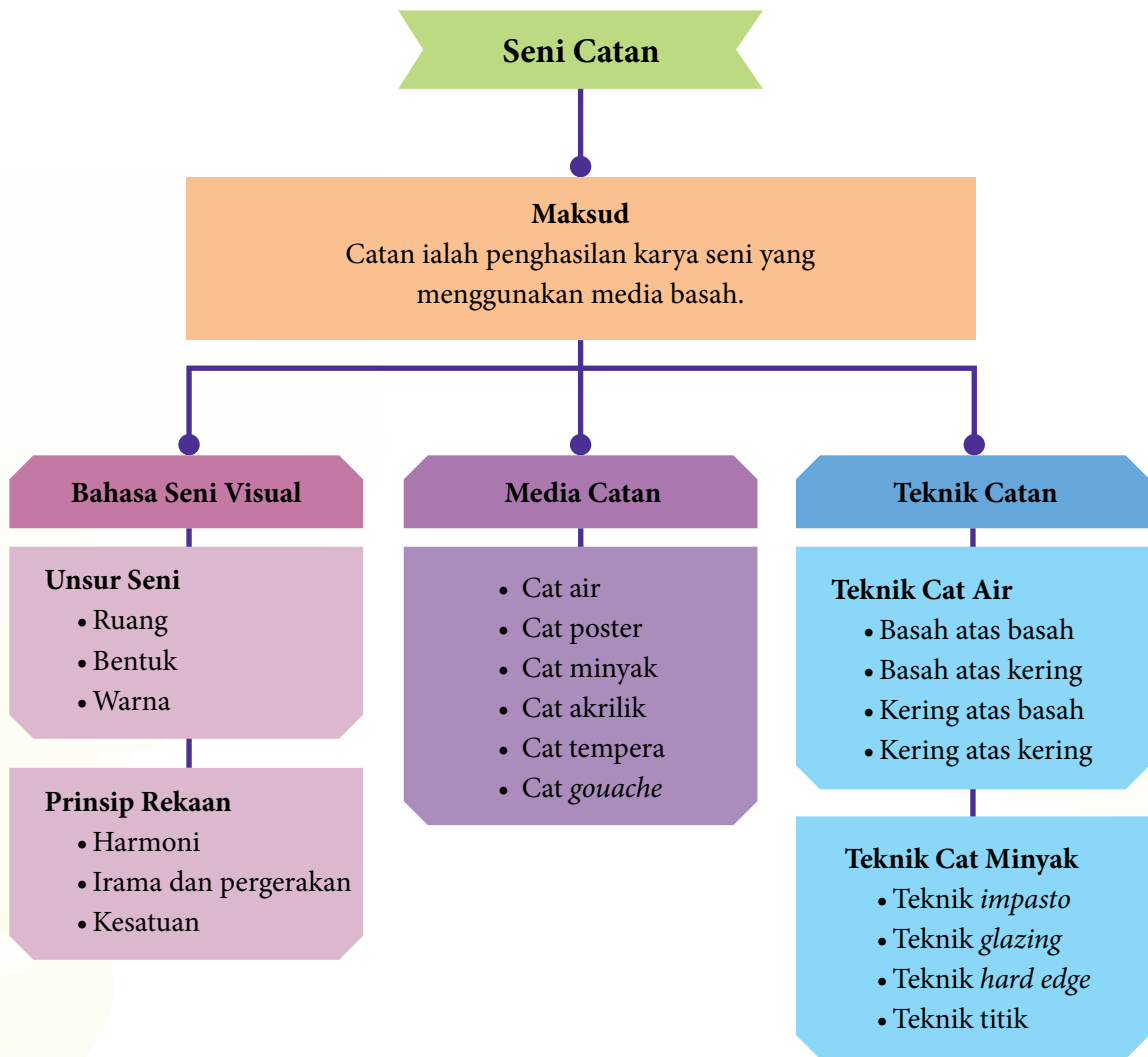 Seni Catan
Maksud
Catan ialah penghasilan karya seni yang
menggunakan media basah.
Bahasa Seni Visual
Unsur Seni
• Ruang
• Bentuk
• Warna
Prinsip Rekaan
• Harmoni
• Irama dan pergerakan
• Kesatuan
Media Catan
• Cat air
• Cat poster
• Cat minyak
• Cat akrilik
• Cat tempera
• Cat gouache
Teknik Catan
Teknik Cat Air
• Basah atas basah
• Basah atas kering
• Kering atas basah
• Kering atas kering
Teknik Cat Minyak
• Teknik impasto
• Teknik glazing
• Teknik hard edge
• Teknik titik